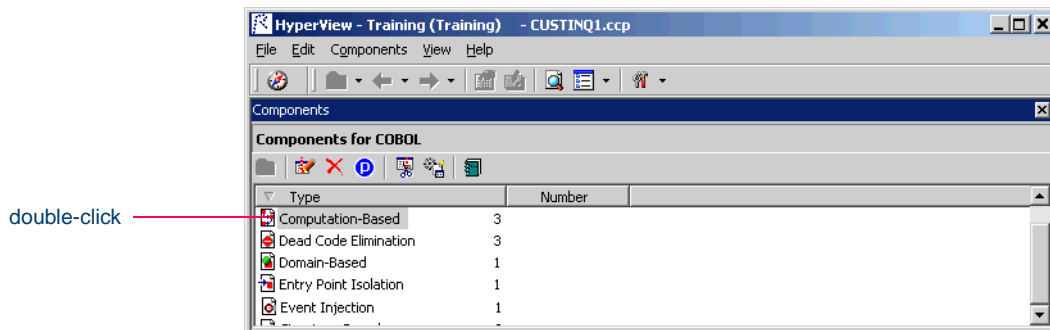 HyperView - Training (Training) - CUSTINQ1.ccp
File Edit Components View Help
Components
Components for COBOL
Type Number
double-click
Computation-Based 3
Dead Code Elimination 3
Domain-Based 1
Entry Point Isolation 1
Event Injection 1